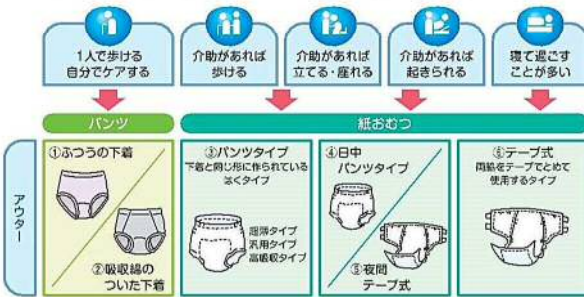 1人で歩ける
自分でケアする
介助があれば
歩ける
介助があれば
立てる・座れる
介助があれば
起きられる
寝て過ごす
ことが多い
パンツ
紙おむつ
アウター
①ふつうの下着
②吸収綿の
ついた下着
③パンツタイプ
下着と同じ形に作られている
はくタイプ
超薄タイプ
汎用タイプ
高吸収タイプ
④日中
パンツタイプ
⑤夜間
テープ式
⑥テープ式
両脇をテープでとめて
使用するタイプ